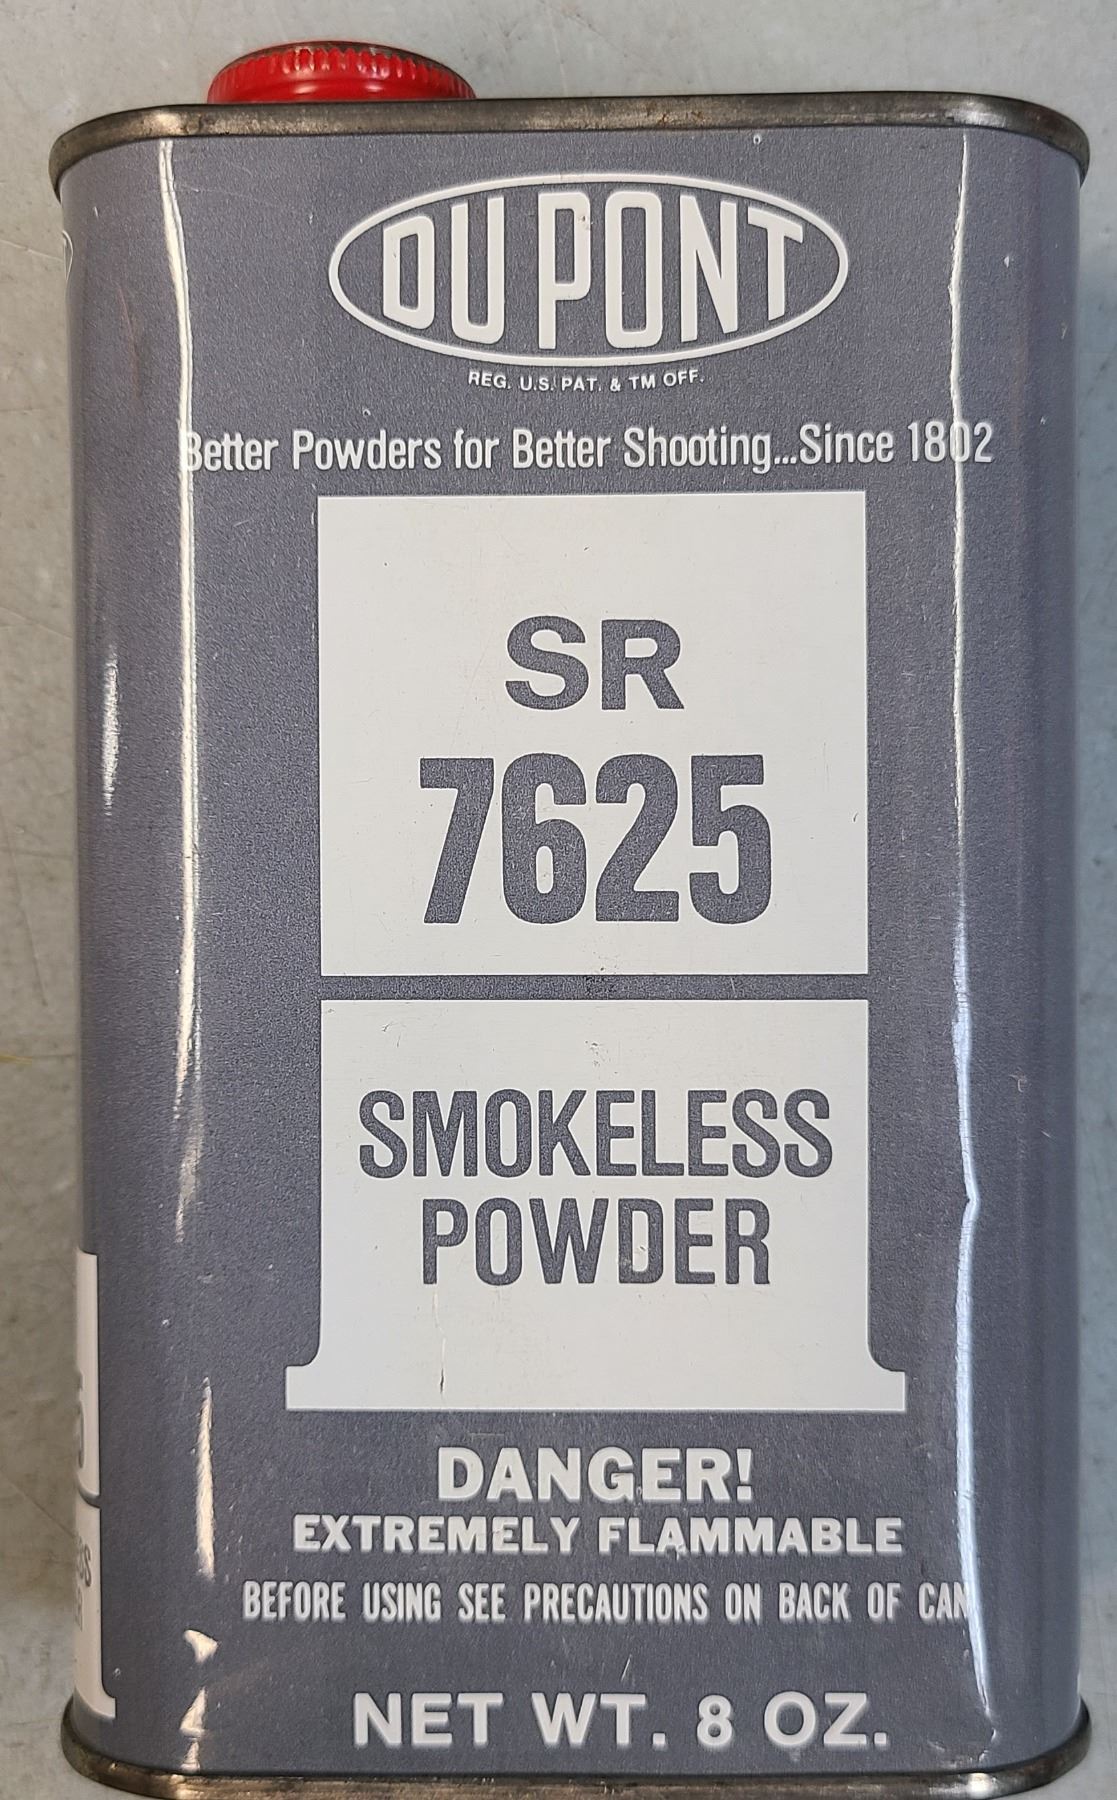 DU PONT
REG. U.S. PAT. & TM OFF.
Better Powders for Better Shooting...Since 1802
SR
7625
SMOKELESS
POWDER
DANGER!
EXTREMELY FLAMMABLE
BEFORE USING SEE PRECAUTIONS ON BACK OF CAN
NET WT. 8 OZ.